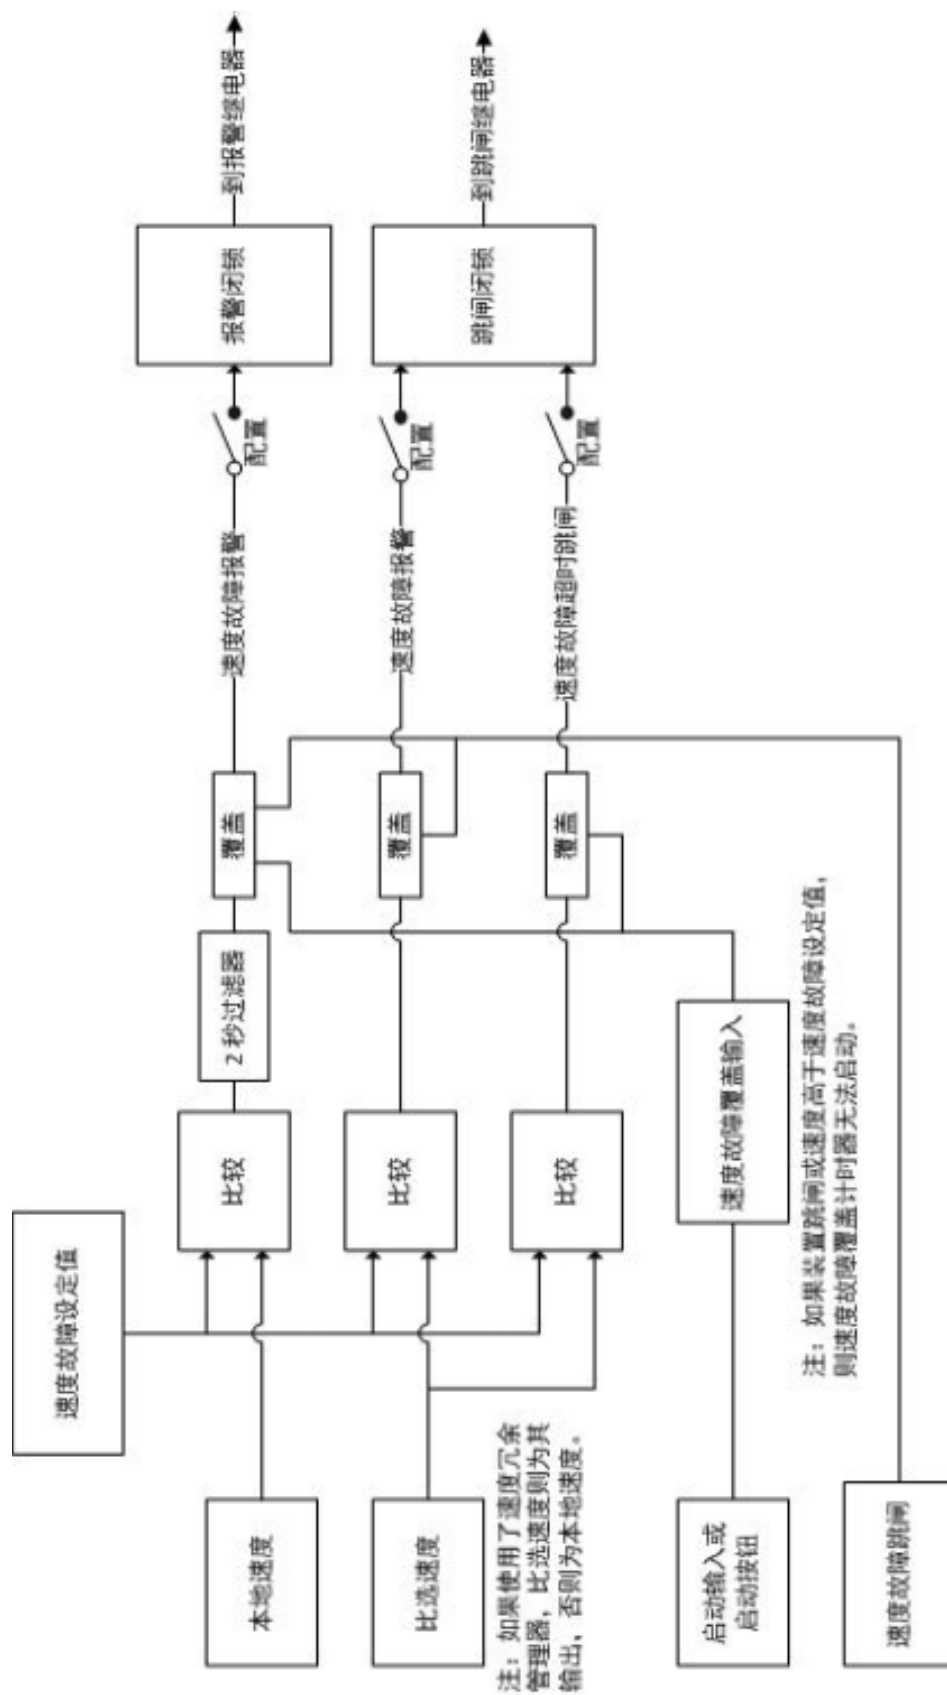 速度故障设定值
本地速度
比较
2 秒过滤器
覆盖
速度故障报警
配置
报警闭锁
到报警继电器
比选速度
比较
覆盖
速度故障报警
配置
跳闸闭锁
到跳闸继电器
注：如果使用了速度冗余
管理器，比选速度则为其
输出，否则为本地速度。
比较
覆盖
速度故障超时跳闸
配置
启动输入或
启动按钮
速度故障覆盖输入
注：如果装置跳闸或速度高于速度故障设定值，
则速度故障覆盖计时器无法启动。
速度故障跳闸